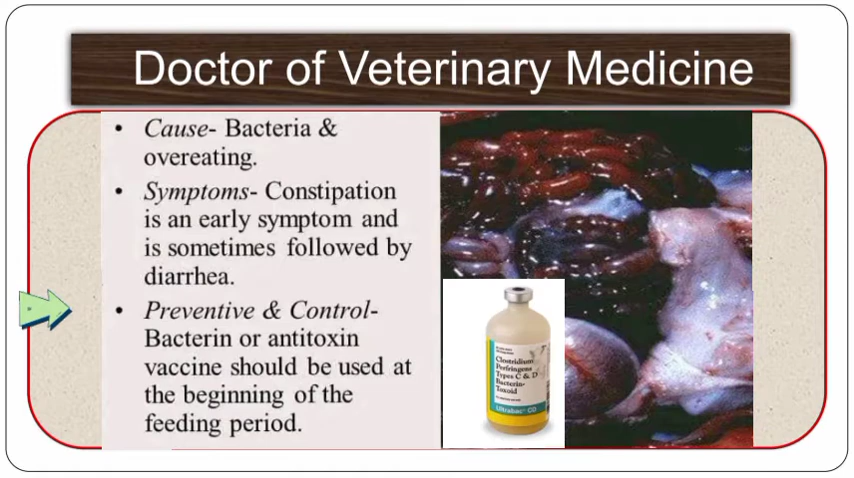 Doctor of Veterinary Medicine
• Cause- Bacteria &
overeating.
• Symptoms- Constipation
is an early symptom and
is sometimes followed by
diarrhea.
• Preventive & Control-
Bacterin or antitoxin
vaccine should be used at
the beginning of the
feeding period.
Clostridium
Perfringens
Types C & D
Bacterin-
Toxoid
Ultrabac® CD